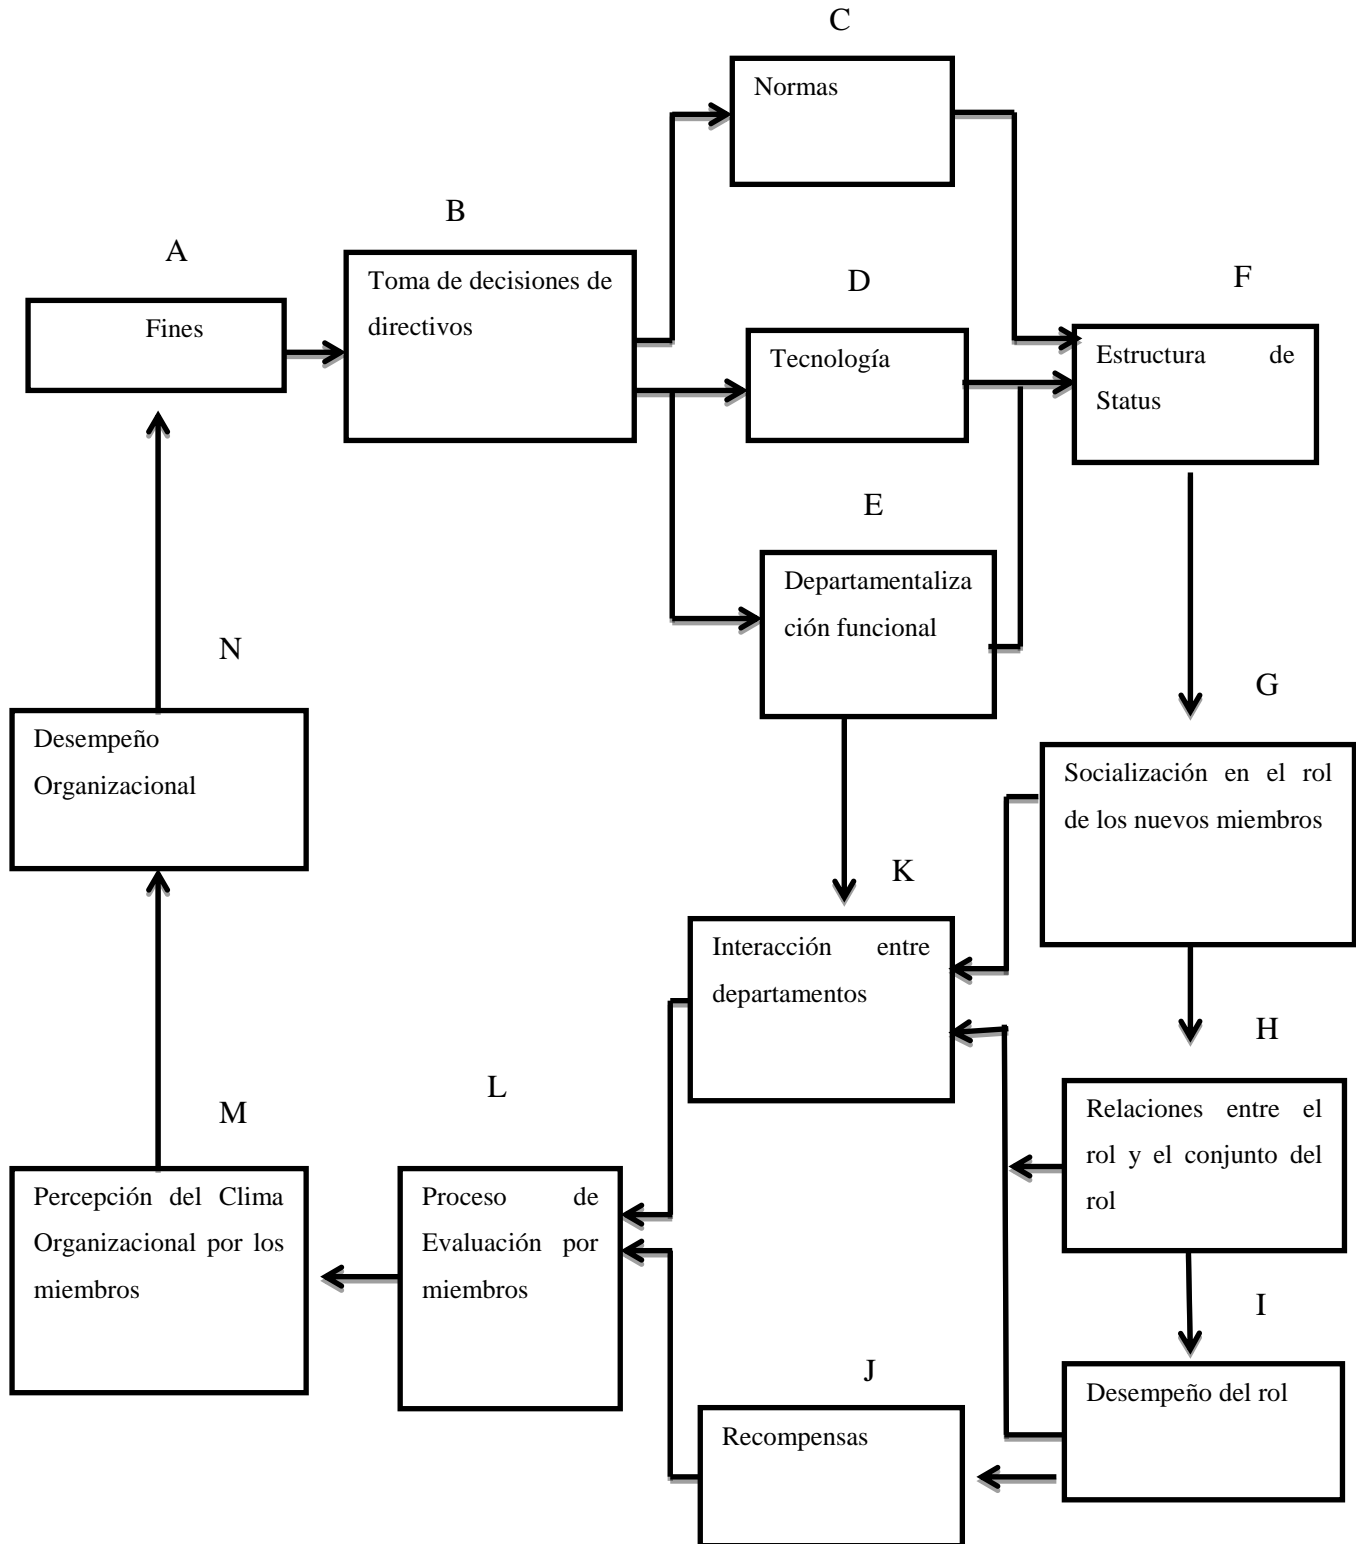 C
Normas
B
Toma de decisiones de
directivos
A
Fines
D
Tecnología
F
Estructura de
Status
E
Departamentaliza
ción funcional
N
Desempeño
Organizacional
G
Socialización en el rol
de los nuevos miembros
K
Interacción entre
departamentos
H
Relaciones entre el
rol y el conjunto del
rol
L
Proceso de
Evaluación por
miembros
M
Percepción del Clima
Organizacional por los
miembros
I
Desempeño del rol
J
Recompensas